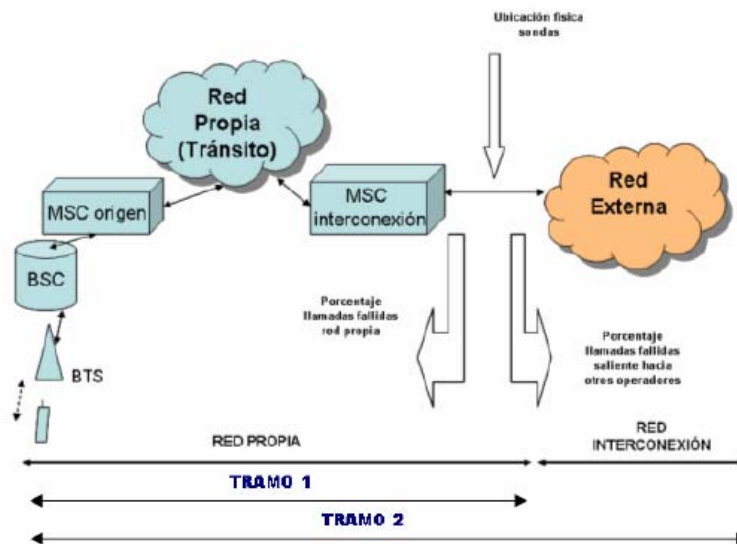 Ubicación física
sondas
Red
Propia
(Tránsito)
Red
Externa
MSC origen
MSC
interconexión
BSC
BTS
Porcentaje
llamadas fallidas
red propia
Porcentaje
llamadas fallidas
saliente hacia
otros operadores
RED PROPIA
RED
INTERCONEXIÓN
TRAMO 1
TRAMO 2